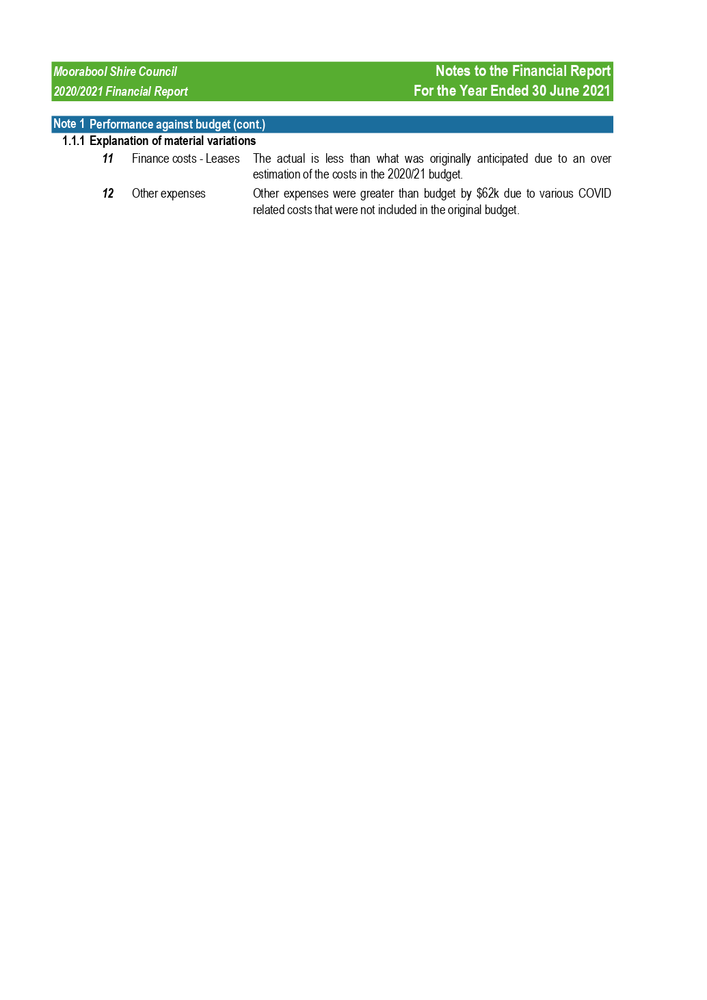 Moorabool Shire Council
Notes to the Financial Report
2020/2021 Financial Report
For the Year Ended 30 June 2021
Note 1 Performance against budget (cont.)
1.1.1 Explanation of material variations
11 Finance costs - Leases The actual is less than what was originally anticipated due to an over
estimation of the costs in the 2020/21 budget.
12 Other expenses Other expenses were greater than budget by $62k due to various COVID
related costs that were not included in the original budget.